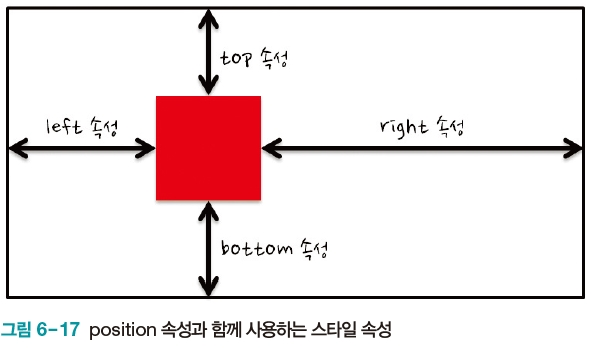 top 속성
left 속성
right 속성
bottom 속성
그림 6-17 position 속성과 함께 사용하는 스타일 속성